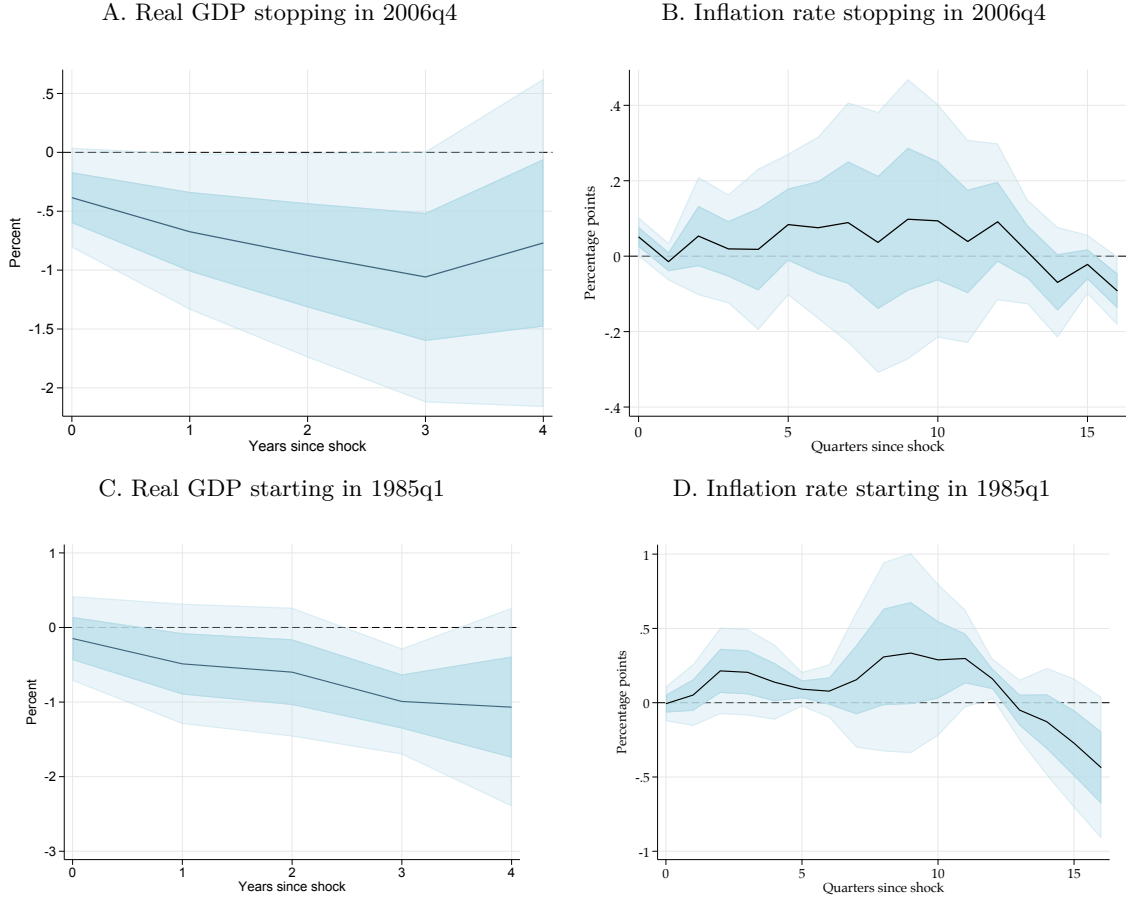 A. Real GDP stopping in 2006q4
B. Inflation rate stopping in 2006q4
.5
0
-.5
-1
-1.5
-2
Percent
0 1 2 3 4
Years since shock
.4
.2
0
-.2
-.4
Percentage points
0 5 10 15
Quarters since shock
C. Real GDP starting in 1985q1
D. Inflation rate starting in 1985q1
1
0
-1
-2
-3
Percent
0 1 2 3 4
Years since shock
1
.5
0
-.5
-1
Percentage points
0 5 10 15
Quarters since shock